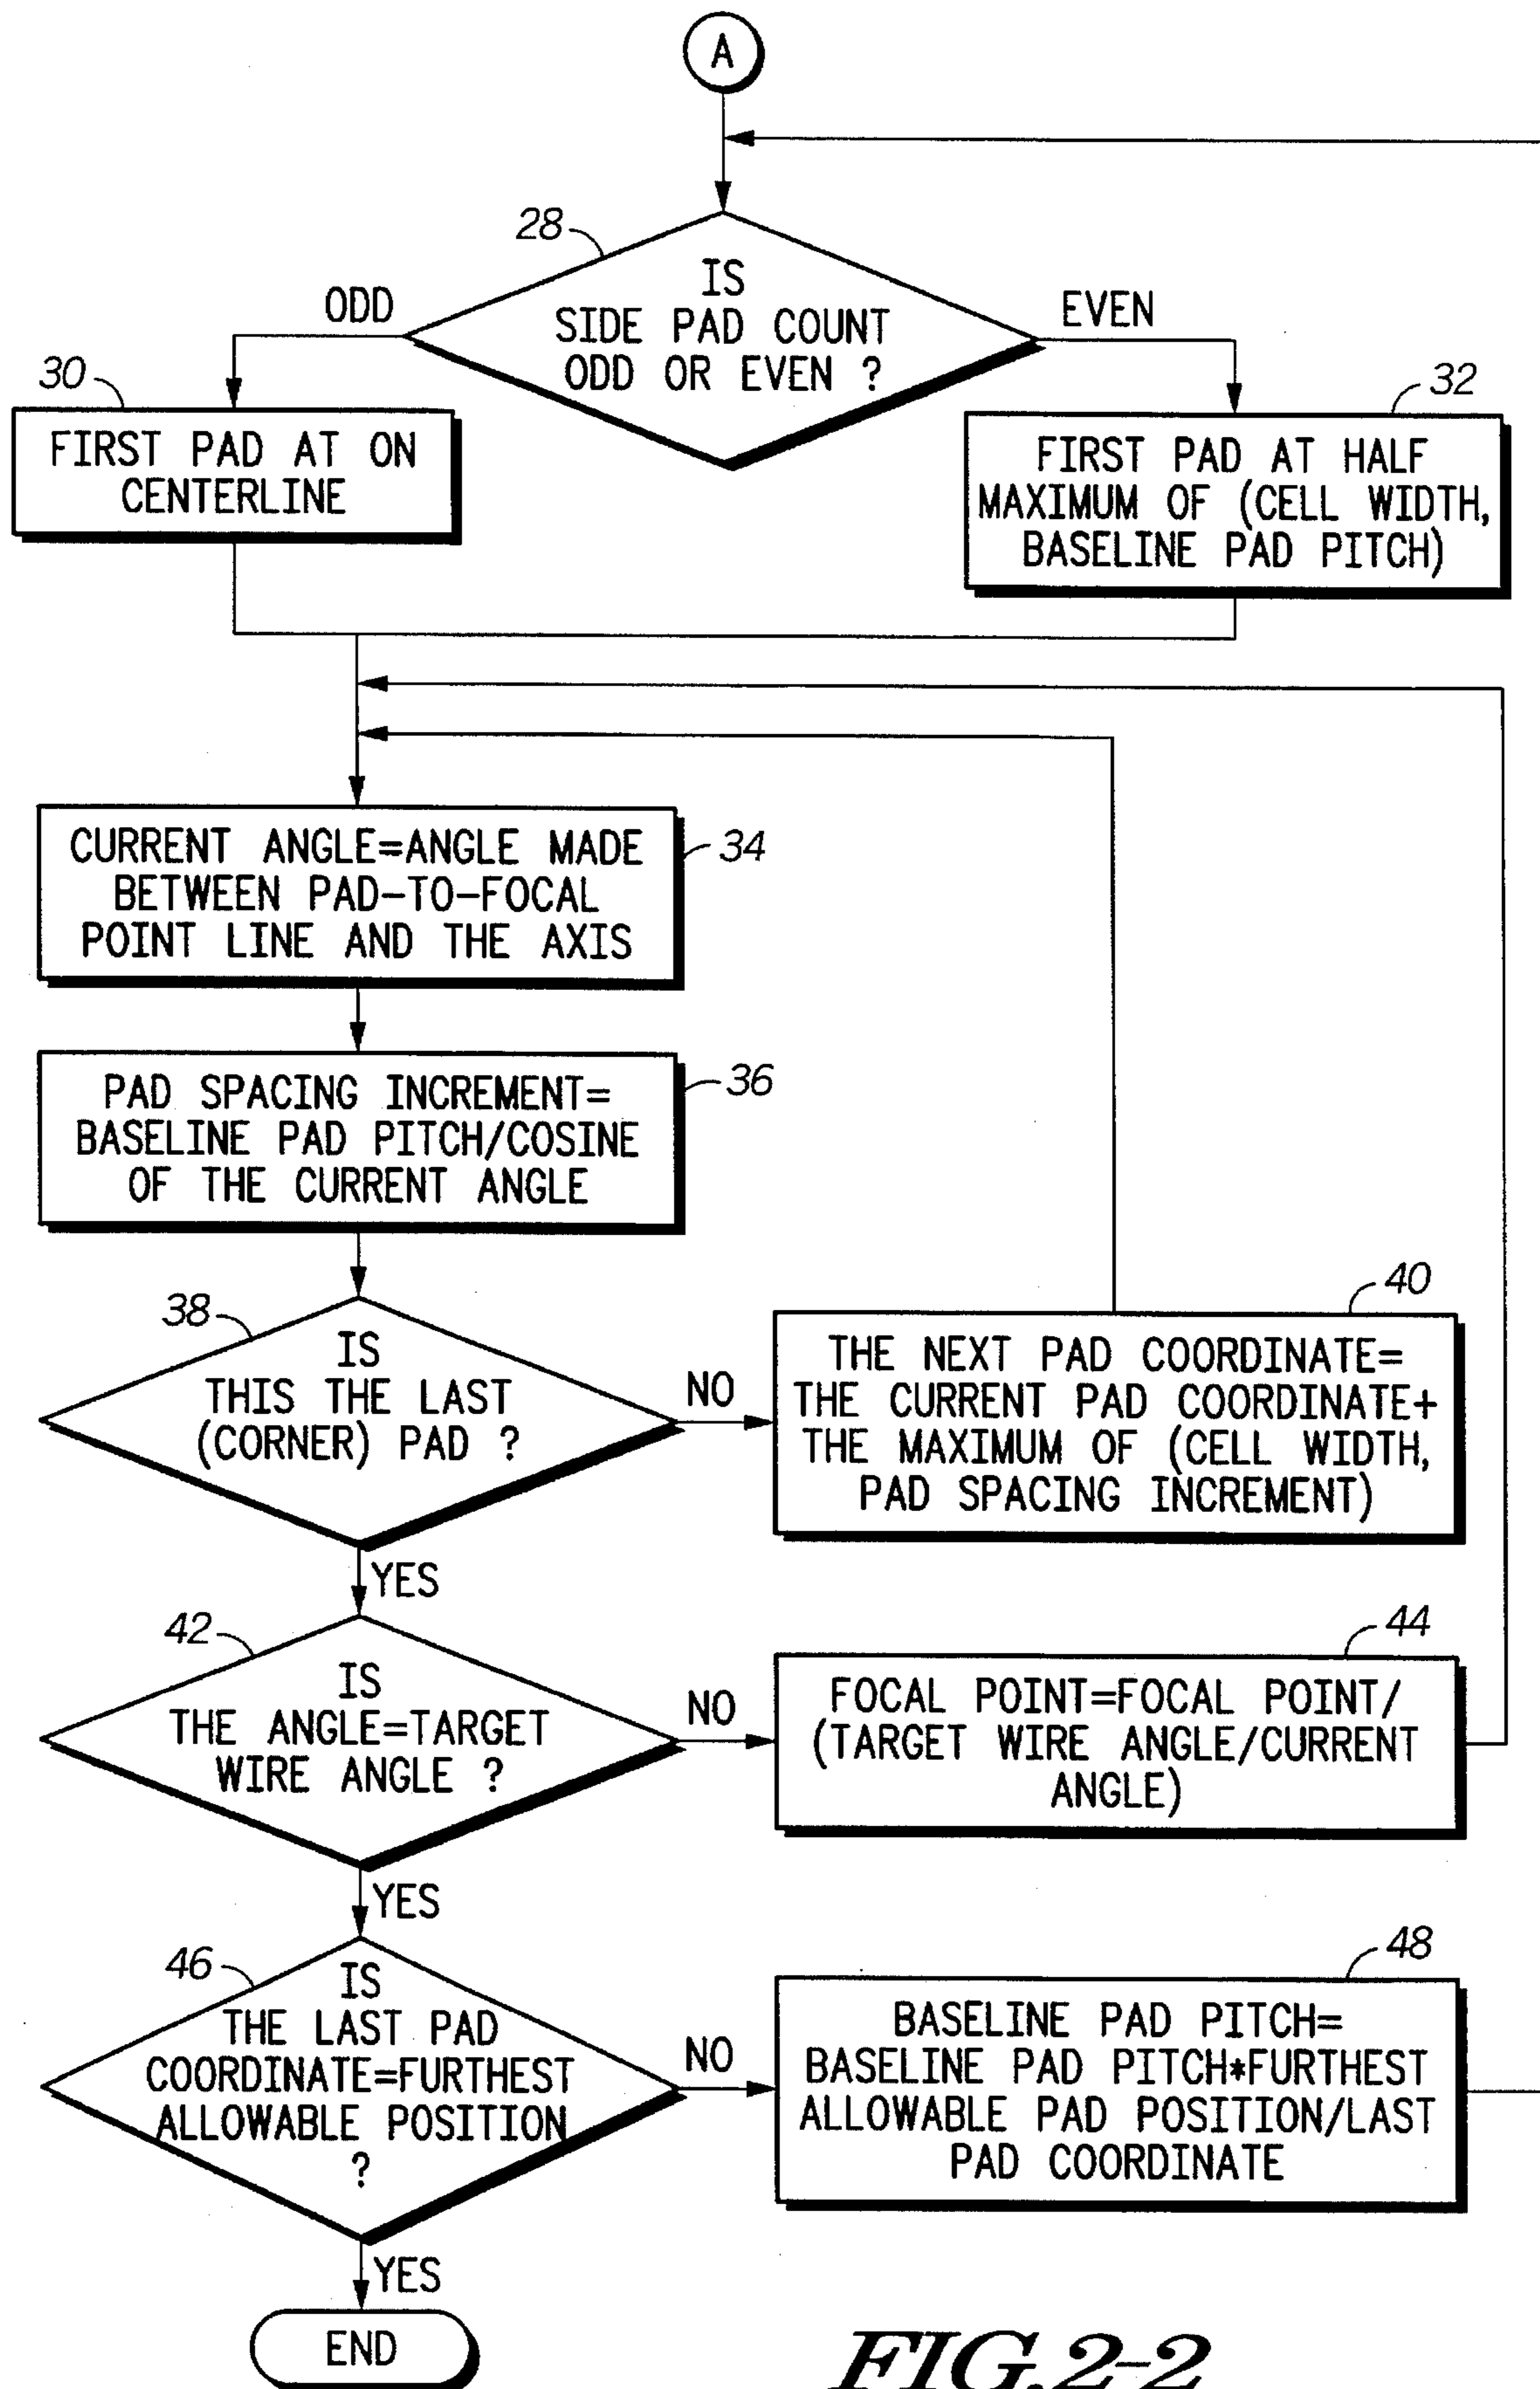 A
28
IS
SIDE PAD COUNT
ODD OR EVEN ?
ODD
EVEN
30
FIRST PAD AT ON
CENTERLINE
32
FIRST PAD AT HALF
MAXIMUM OF (CELL WIDTH,
BASELINE PAD PITCH)
34
CURRENT ANGLE=ANGLE MADE
BETWEEN PAD-TO-FOCAL
POINT LINE AND THE AXIS
36
PAD SPACING INCREMENT=
BASELINE PAD PITCH/COSINE
OF THE CURRENT ANGLE
38
IS
THIS THE LAST
(CORNER) PAD ?
NO
YES
40
THE NEXT PAD COORDINATE=
THE CURRENT PAD COORDINATE+
THE MAXIMUM OF (CELL WIDTH,
PAD SPACING INCREMENT)
42
IS
THE ANGLE=TARGET
WIRE ANGLE ?
NO
YES
44
FOCAL POINT=FOCAL POINT/
(TARGET WIRE ANGLE/CURRENT
ANGLE)
46
IS
THE LAST PAD
COORDINATE=FURTHEST
ALLOWABLE POSITION
?
NO
YES
48
BASELINE PAD PITCH=
BASELINE PAD PITCH*FURTHEST
ALLOWABLE PAD POSITION/LAST
PAD COORDINATE
END
FIG.2-2